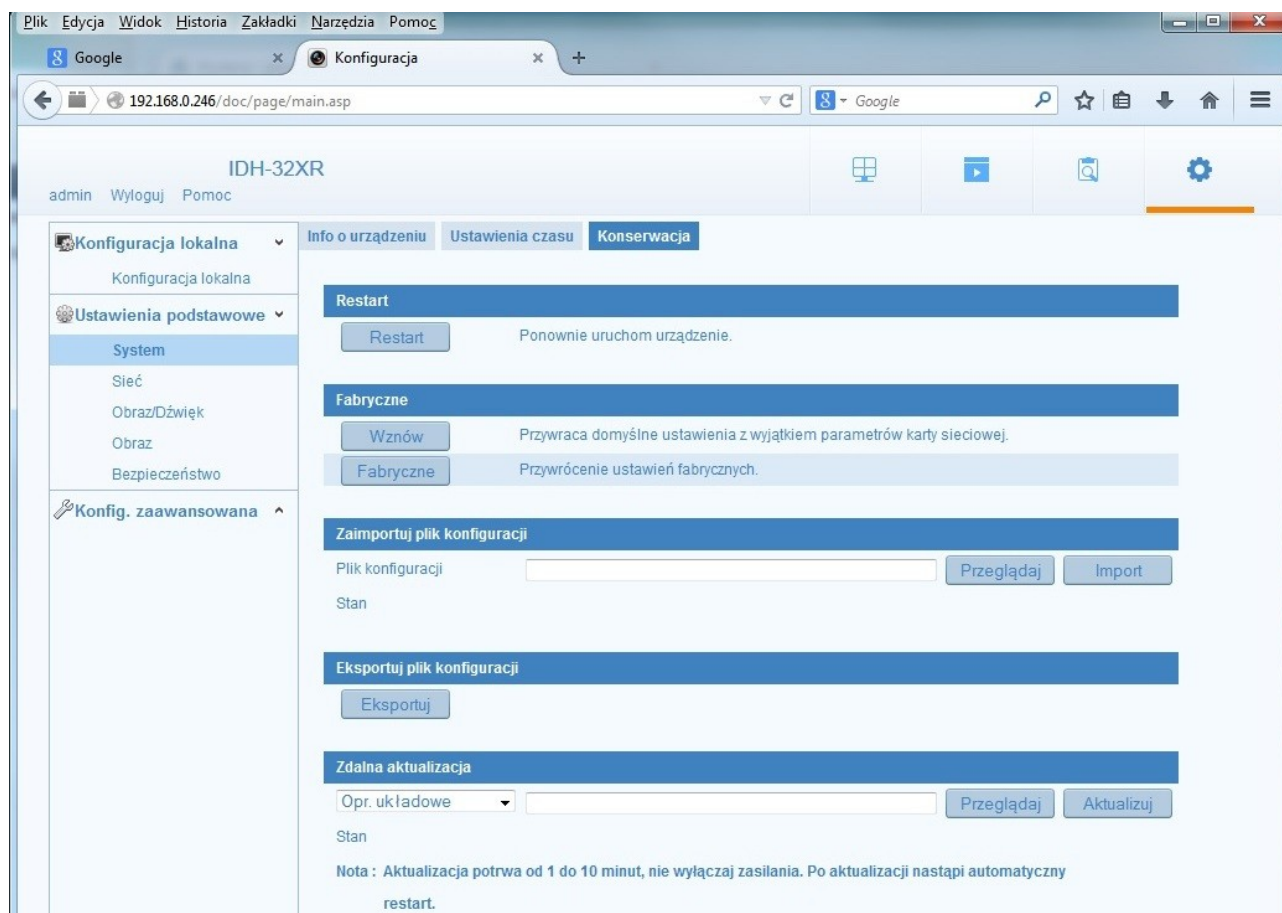 Plik Edycja Widok Historia Zakładki Narzędzia Pomoc
Google Konfiguracja
192.168.0.246/doc/page/main.asp Google
IDH-32XR
admin Wyloguj Pomoc
Konfiguracja lokalna
Konfiguracja lokalna
Ustawienia podstawowe
System
Sieć
Obraz/Dźwięk
Obraz
Bezpieczeństwo
Konfig. zaawansowana
Info o urządzeniu Ustawienia czasu Konserwacja
Restart
Restart Ponownie uruchom urządzenie.
Fabryczne
Wznów Przywraca domyślne ustawienia z wyjątkiem parametrów karty sieciowej.
Fabryczne Przywrócenie ustawień fabrycznych.
Zaimportuj plik konfiguracji
Plik konfiguracji Przeglądaj Import
Stan
Eksportuj plik konfiguracji
Eksportuj
Zdalna aktualizacja
Opr. układowe Przeglądaj Aktualizuj
Stan
Nota : Aktualizacja potrwa od 1 do 10 minut, nie wyłączaj zasilania. Po aktualizacji nastąpi automatyczny
restart.